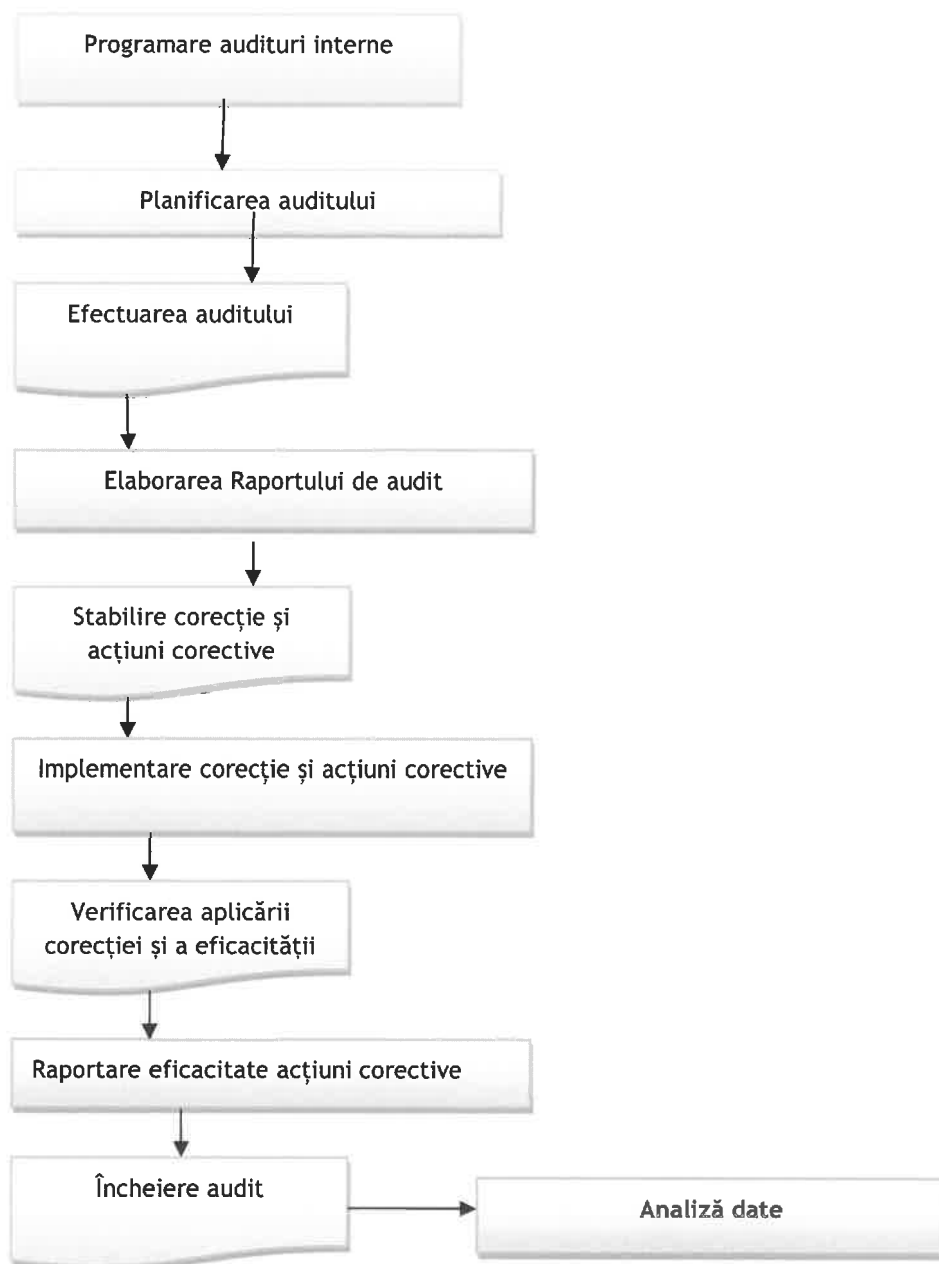 Programare audituri interne
Planificarea auditului
Efectuarea auditului
Elaborarea Raportului de audit
Stabilire corecție și
acțiuni corective
Implementare corecție și acțiuni corective
Verificarea aplicării
corecției și a eficacității
Raportare eficacitate acțiuni corective
Încheiere audit
Analiză date